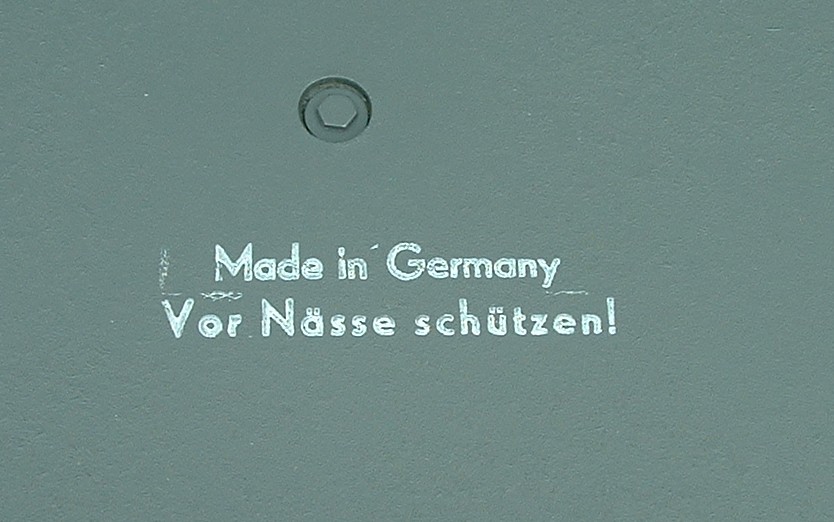 Made in Germany
Vor Nässe schützen!